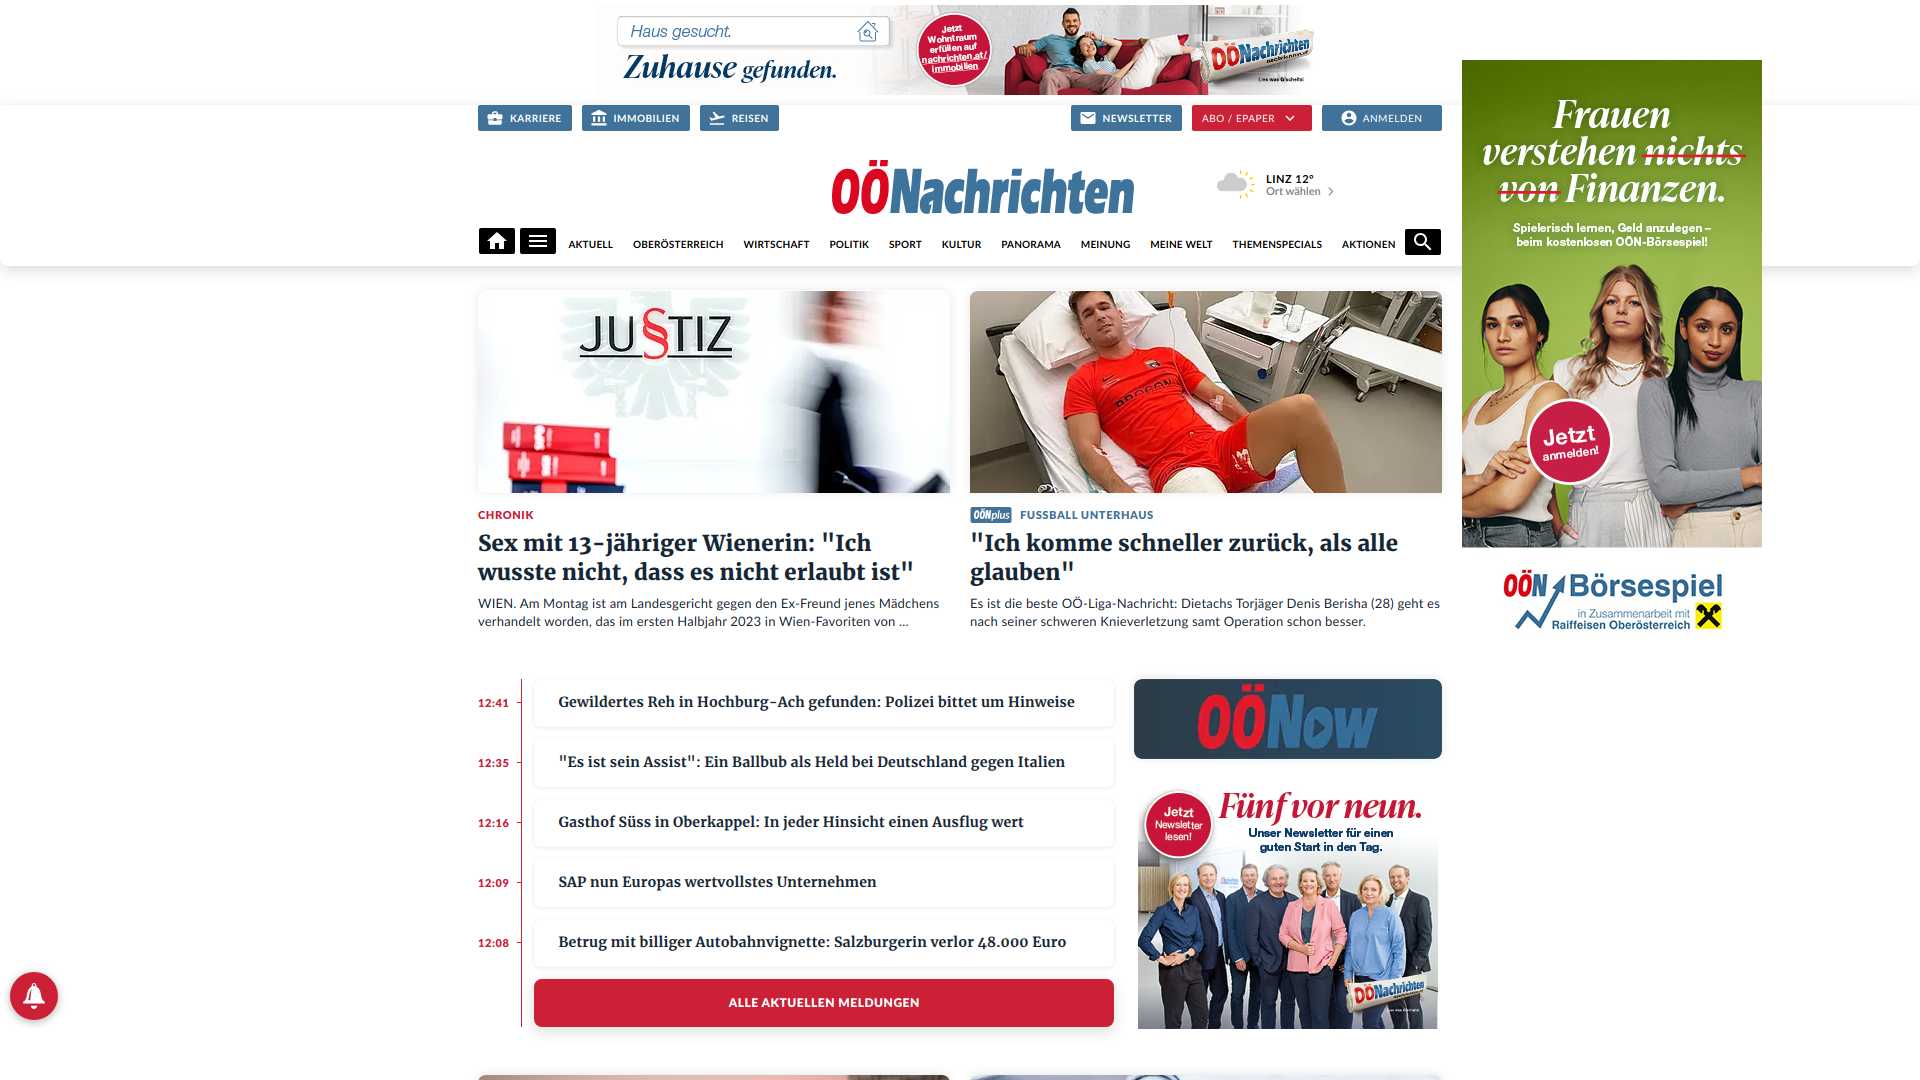 Haus gesucht.
Zuhause gefunden.
Jetzt
Wohntraum
erfüllen auf
nachrichten.at/
immobilien
OÖNachrichten
Lies was Gscheits!
KARRIERE
IMMOBILIEN
REISEN
NEWSLETTER
ABO / EPAPER
ANMELDEN
OÖNachrichten
LINZ 12°
Ort wählen
AKTUELL
OBERÖSTERREICH
WIRTSCHAFT
POLITIK
SPORT
KULTUR
PANORAMA
MEINUNG
MEINE WELT
THEMENSPECIALS
AKTIONEN
Frauen
verstehen nichts
von Finanzen.
Spielerisch lernen, Geld anzulegen –
beim kostenlosen OÖN-Börsespiel!
Jetzt
anmelden!
OÖN Börsespiel
in Zusammenarbeit mit
Raiffeisen Oberösterreich
JU§TIZ
CHRONIK
Sex mit 13-jähriger Wienerin: "Ich
wusste nicht, dass es nicht erlaubt ist"
WIEN. Am Montag ist am Landesgericht gegen den Ex-Freund jenes Mädchens
verhandelt worden, das im ersten Halbjahr 2023 in Wien-Favoriten von ...
OÖNplus FUSSBALL UNTERHAUS
"Ich komme schneller zurück, als alle
glauben"
Es ist die beste OÖ-Liga-Nachricht: Dietachs Torjäger Denis Berisha (28) geht es
nach seiner schweren Knieverletzung samt Operation schon besser.
12:41 Gewildertes Reh in Hochburg-Ach gefunden: Polizei bittet um Hinweise
12:35 "Es ist sein Assist": Ein Ballbub als Held bei Deutschland gegen Italien
12:16 Gasthof Süss in Oberkappel: In jeder Hinsicht einen Ausflug wert
12:09 SAP nun Europas wertvollstes Unternehmen
12:08 Betrug mit billiger Autobahnvignette: Salzburgerin verlor 48.000 Euro
ALLE AKTUELLEN MELDUNGEN
OÖNow
Jetzt
Newsletter
lesen!
Fünf vor neun.
Unser Newsletter für einen
guten Start in den Tag.
OÖNachrichten